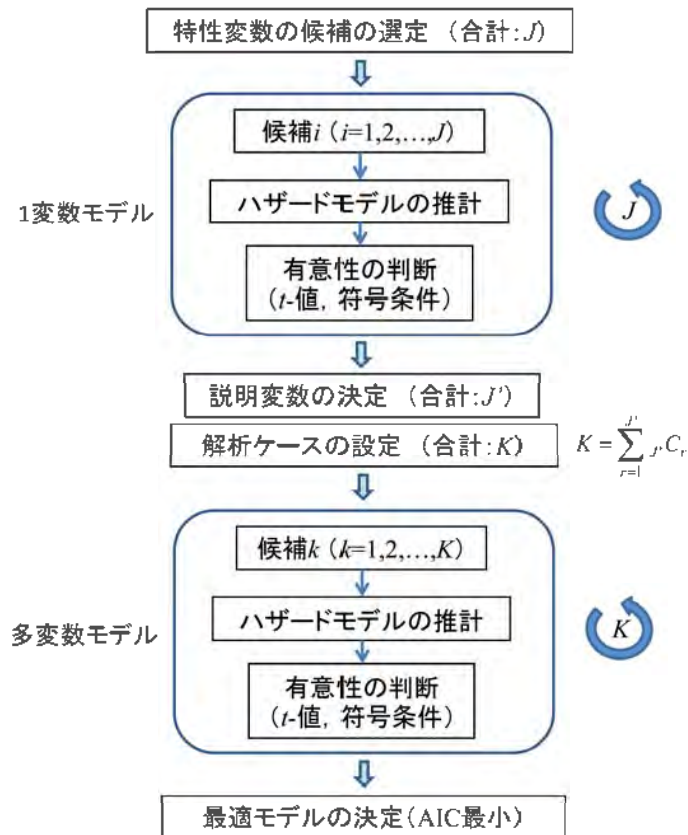 特性変数の候補の選定 (合計:J)
候補i (i=1,2,…,J)
ハザードモデルの推計
1変数モデル
J
有意性の判断
(t-値, 符号条件)
説明変数の決定 (合計:J’)
解析ケースの設定 (合計:K)
K = \sum_{r=1}^{J'} {}_{J'}C_r
候補k (k=1,2,…,K)
ハザードモデルの推計
多変数モデル
K
有意性の判断
(t-値, 符号条件)
最適モデルの決定(AIC最小)